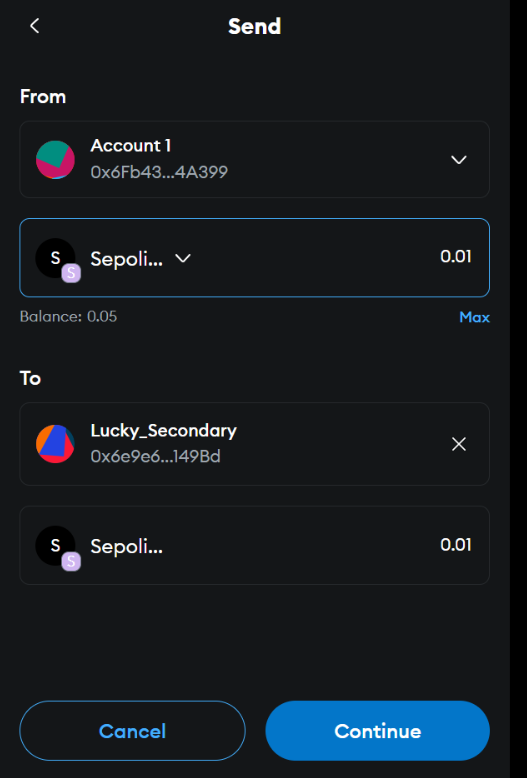 Send
From
Account 1
0x6Fb43...4A399
S
S
Sepoli...
0.01
Balance: 0.05
Max
To
Lucky_Secondary
0x6e9e6...149Bd
S
S
Sepoli...
0.01
Cancel
Continue